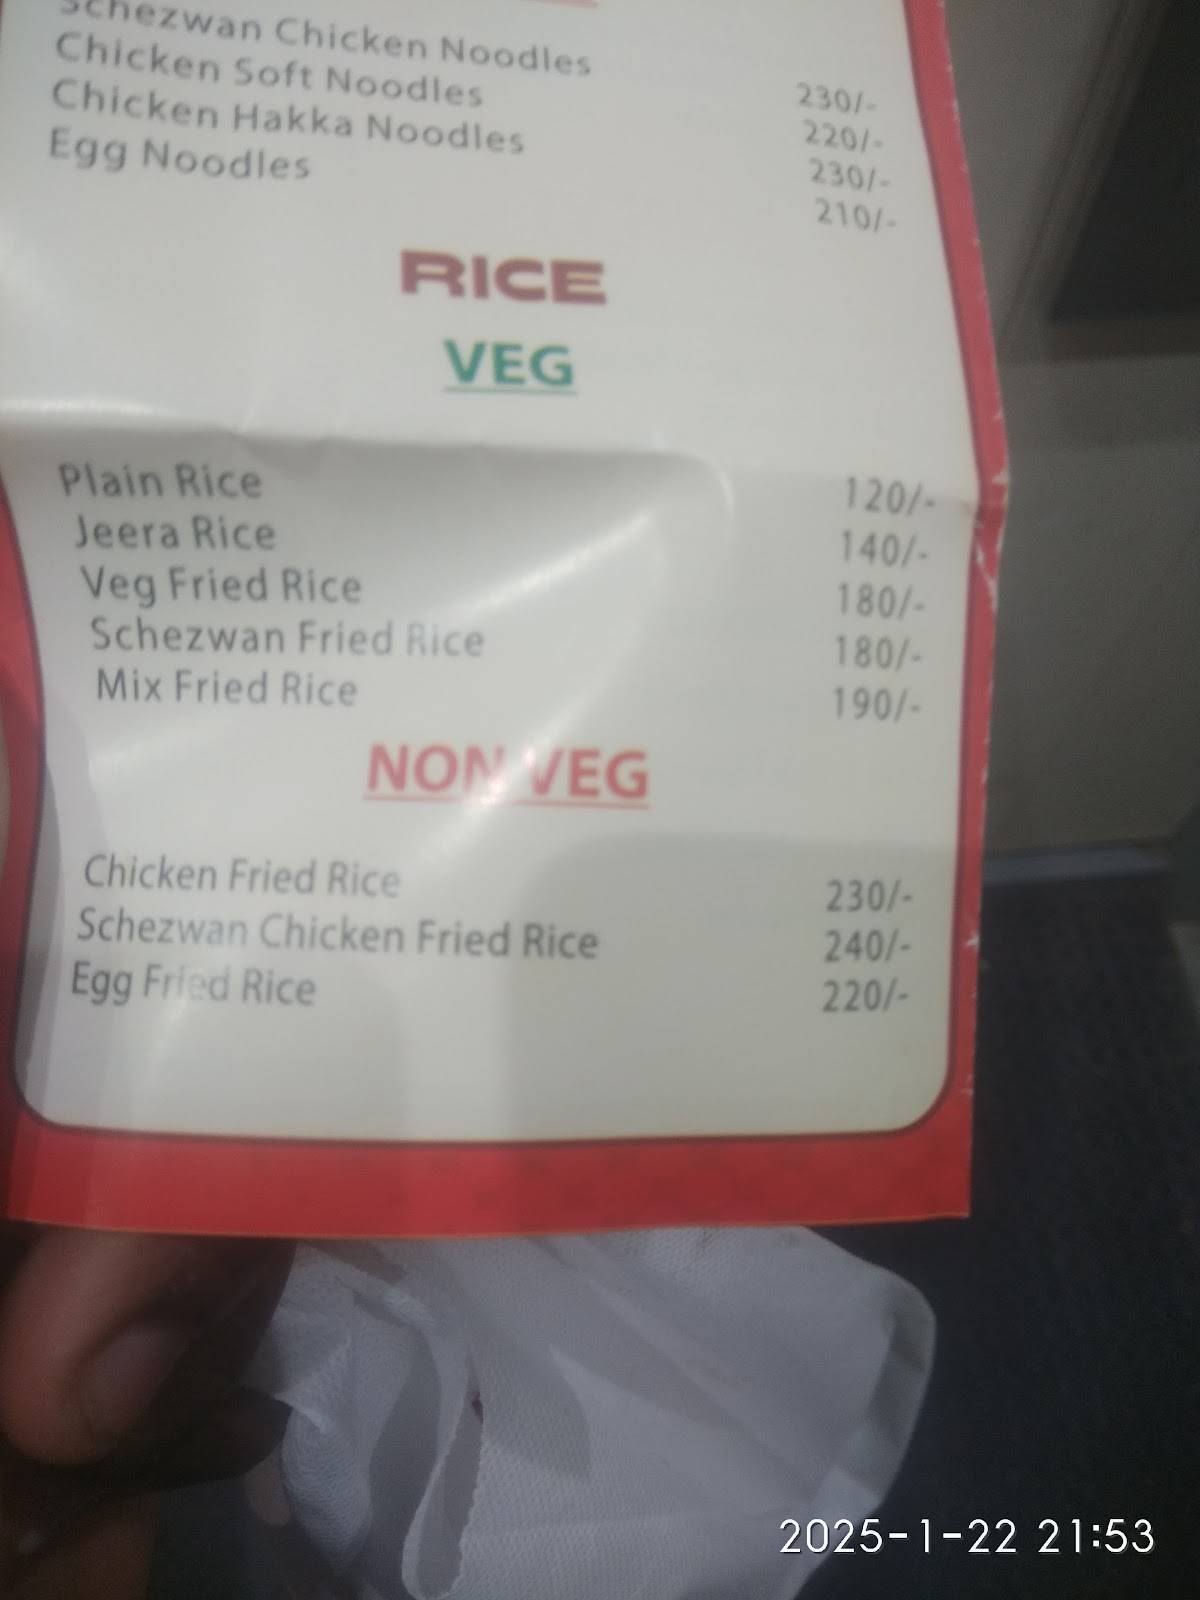 Schezwan Chicken Noodles 230/-
Chicken Soft Noodles 220/-
Chicken Hakka Noodles 230/-
Egg Noodles 210/-
RICE
VEG
Plain Rice 120/-
Jeera Rice 140/-
Veg Fried Rice 180/-
Schezwan Fried Rice 180/-
Mix Fried Rice 190/-
NON VEG
Chicken Fried Rice 230/-
Schezwan Chicken Fried Rice 240/-
Egg Fried Rice 220/-
2025-1-22 21:53